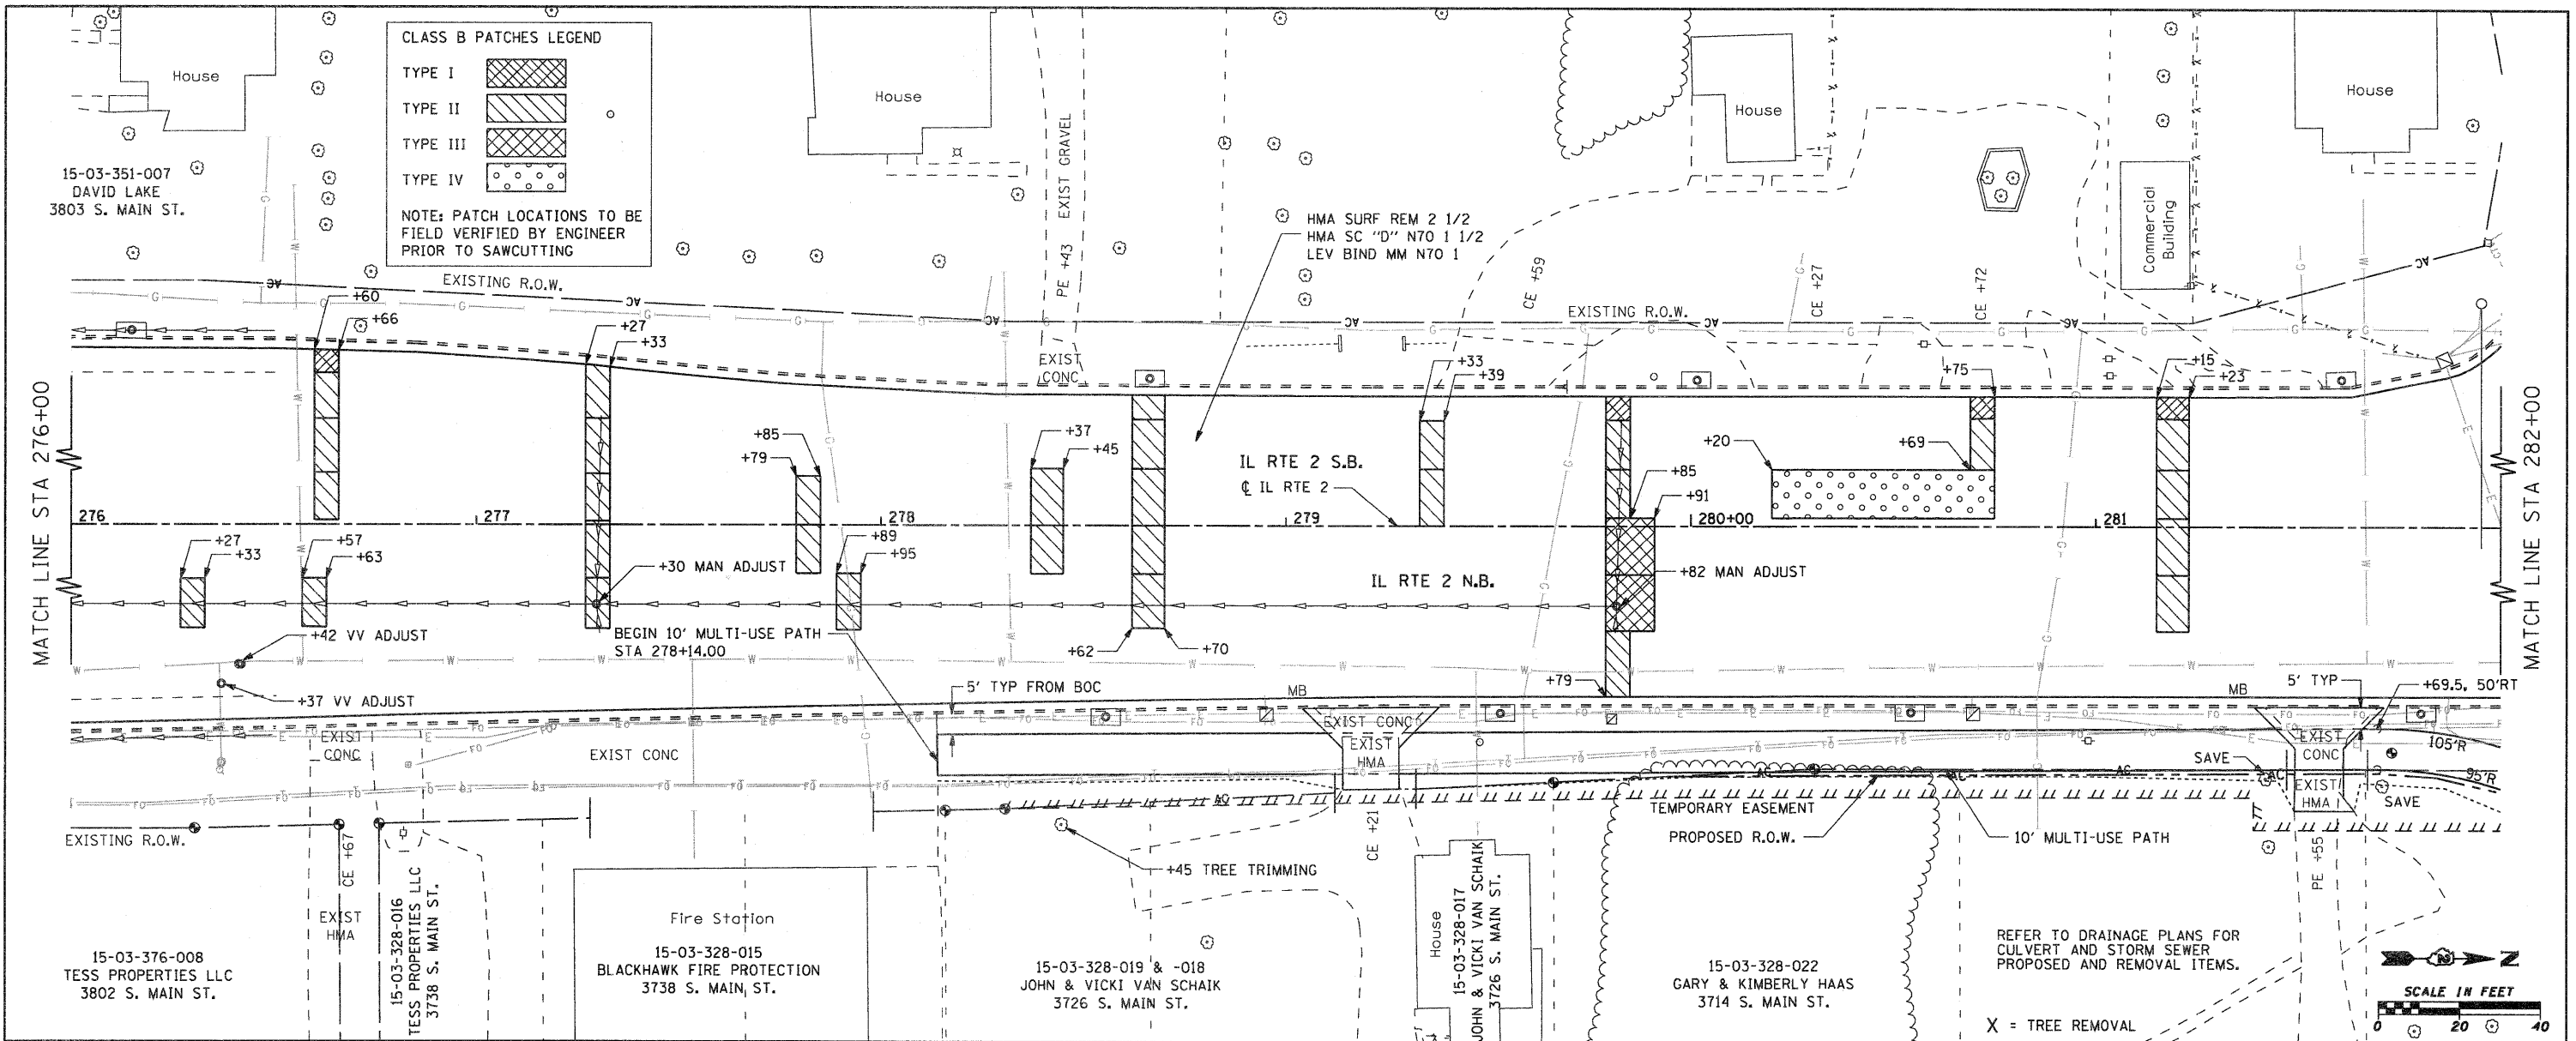 CLASS B PATCHES LEGEND
TYPE I
TYPE II
TYPE III
TYPE IV
NOTE: PATCH LOCATIONS TO BE
FIELD VERIFIED BY ENGINEER
PRIOR TO SAWCUTTING
House
House
House
House
Commercial
Building
15-03-351-007
DAVID LAKE
3803 S. MAIN ST.
PE +43 EXIST GRAVEL
HMA SURF REM 2 1/2
HMA SC "D" N70 1 1/2
LEV BIND MM N70 1
CE +59
CE +27
CE +72
EXISTING R.O.W.
EXISTING R.O.W.
+60
+66
+27
+33
EXIST
CONC
+33
+39
+75
+15
+23
MATCH LINE STA 276+00
MATCH LINE STA 282+00
+85
+79
+37
+45
+20
+69
IL RTE 2 S.B.
℄ IL RTE 2
+85
+91
276
277
278
279
280+00
281
+27
+33
+57
+63
+89
+95
+30 MAN ADJUST
IL RTE 2 N.B.
+82 MAN ADJUST
+42 VV ADJUST
+37 VV ADJUST
BEGIN 10' MULTI-USE PATH
STA 278+14.00
+62
+70
+79
5' TYP FROM BOC
MB
MB
5' TYP
+69.5, 50'RT
EXIST
CONC
EXIST CONC
EXIST CONC
EXIST
HMA
SAVE
EXIST
CONC
105'R
95'R
EXIST
HMA
SAVE
TEMPORARY EASEMENT
PROPOSED R.O.W.
10' MULTI-USE PATH
EXISTING R.O.W.
CE +67
CE +21
PE +55
+45 TREE TRIMMING
EXIST
HMA
15-03-376-008
TESS PROPERTIES LLC
3802 S. MAIN ST.
15-03-328-016
TESS PROPERTIES LLC
3738 S. MAIN ST.
Fire Station
15-03-328-015
BLACKHAWK FIRE PROTECTION
3738 S. MAIN ST.
15-03-328-019 & -018
JOHN & VICKI VAN SCHAIK
3726 S. MAIN ST.
House
15-03-328-017
JOHN & VICKI VAN SCHAIK
3726 S. MAIN ST.
15-03-328-022
GARY & KIMBERLY HAAS
3714 S. MAIN ST.
REFER TO DRAINAGE PLANS FOR
CULVERT AND STORM SEWER
PROPOSED AND REMOVAL ITEMS.
X = TREE REMOVAL
N
SCALE IN FEET
0 20 40